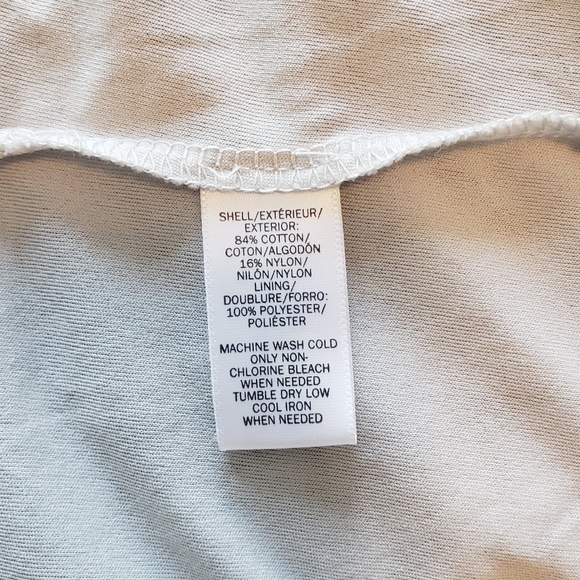 SHELL/EXTÉRIEUR/
EXTERIOR:
84% COTTON/
COTON/ALGODÓN
16% NYLON/
NILÓN/NYLON
LINING/
DOUBLURE/FORRO:
100% POLYESTER/
POLIÉSTER
MACHINE WASH COLD
ONLY NON-
CHLORINE BLEACH
WHEN NEEDED
TUMBLE DRY LOW
COOL IRON
WHEN NEEDED